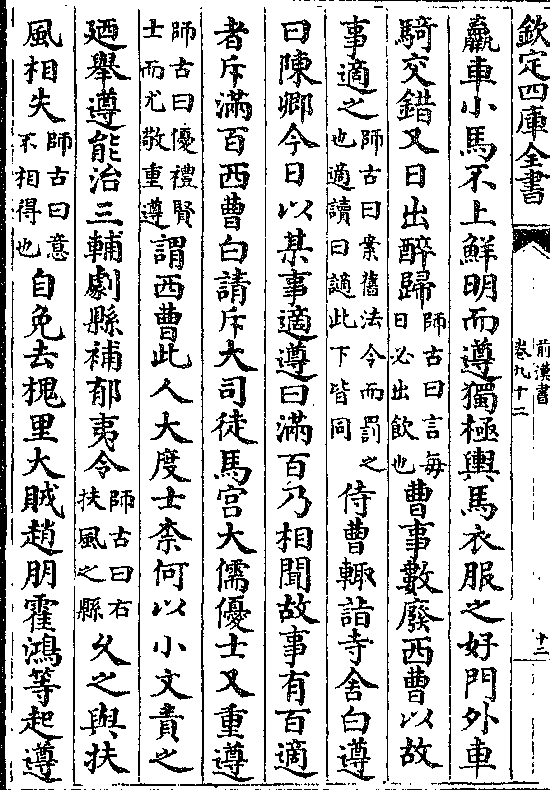 欽定四庫全書
前漢書
卷九十二
十二
羸車小馬不上鮮明而遵獨極輿馬衣服之好門外車
騎交錯又日出醉歸師古曰言每日必出飲也曹事數廢西曹以故
事適之師古曰案舊法令而罰之也適讀曰讁此下皆同侍曹輙詣寺舍白遵
曰陳卿今日以某事適遵曰滿百乃相聞故事有百適
者斥滿百西曹白請斥大司徒馬宮大儒優士又重遵
師古曰優禮賢士而尤敬重遵謂西曹此人大度士柰何以小文責之
廼舉遵能治三輔劇縣補郁夷令師古曰右扶風之縣乆之與扶
風相失師古曰意不相得也自免去槐里大賊趙朋霍鴻等起遵